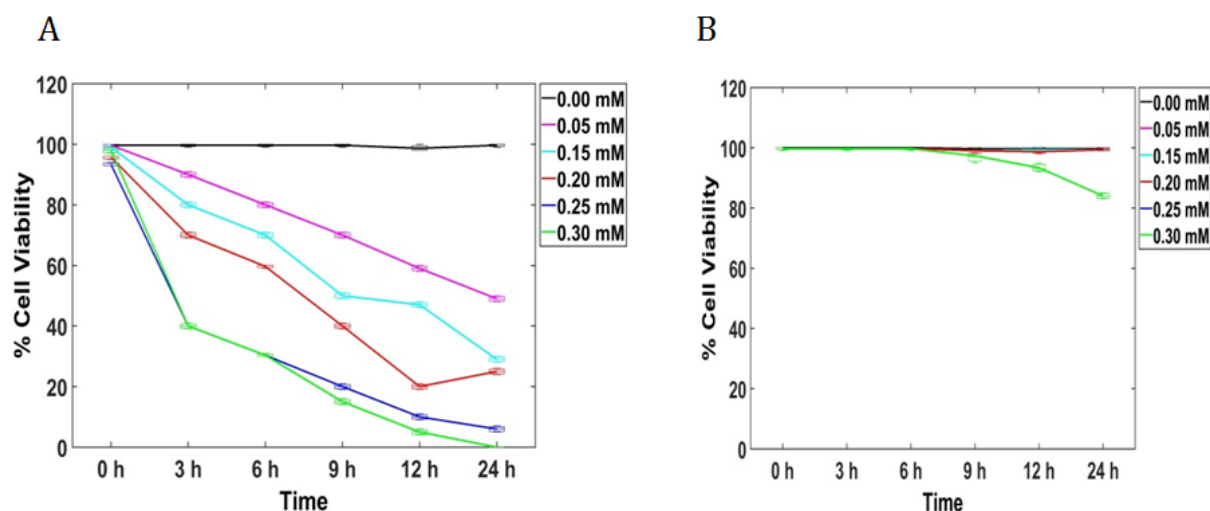 A
120
100
80
60
40
20
0
% Cell Viability
0 h 3 h 6 h 9 h 12 h 24 h
Time
0.00 mM
0.05 mM
0.15 mM
0.20 mM
0.25 mM
0.30 mM
B
120
100
80
60
40
20
0
% Cell Viability
0 h 3 h 6 h 9 h 12 h 24 h
Time
0.00 mM
0.05 mM
0.15 mM
0.20 mM
0.25 mM
0.30 mM